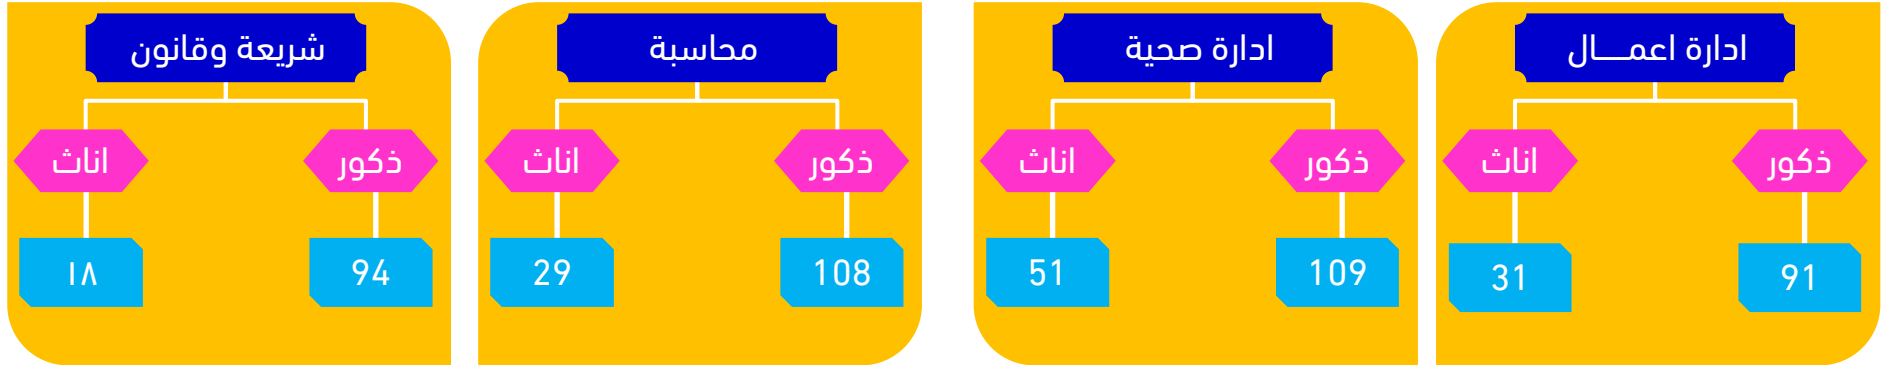 ادارة اعمـــال
ذكور
اناث
91
31
ادارة صحية
ذكور
اناث
109
51
محاسبة
ذكور
اناث
108
29
شريعة وقانون
ذكور
اناث
94
١٨